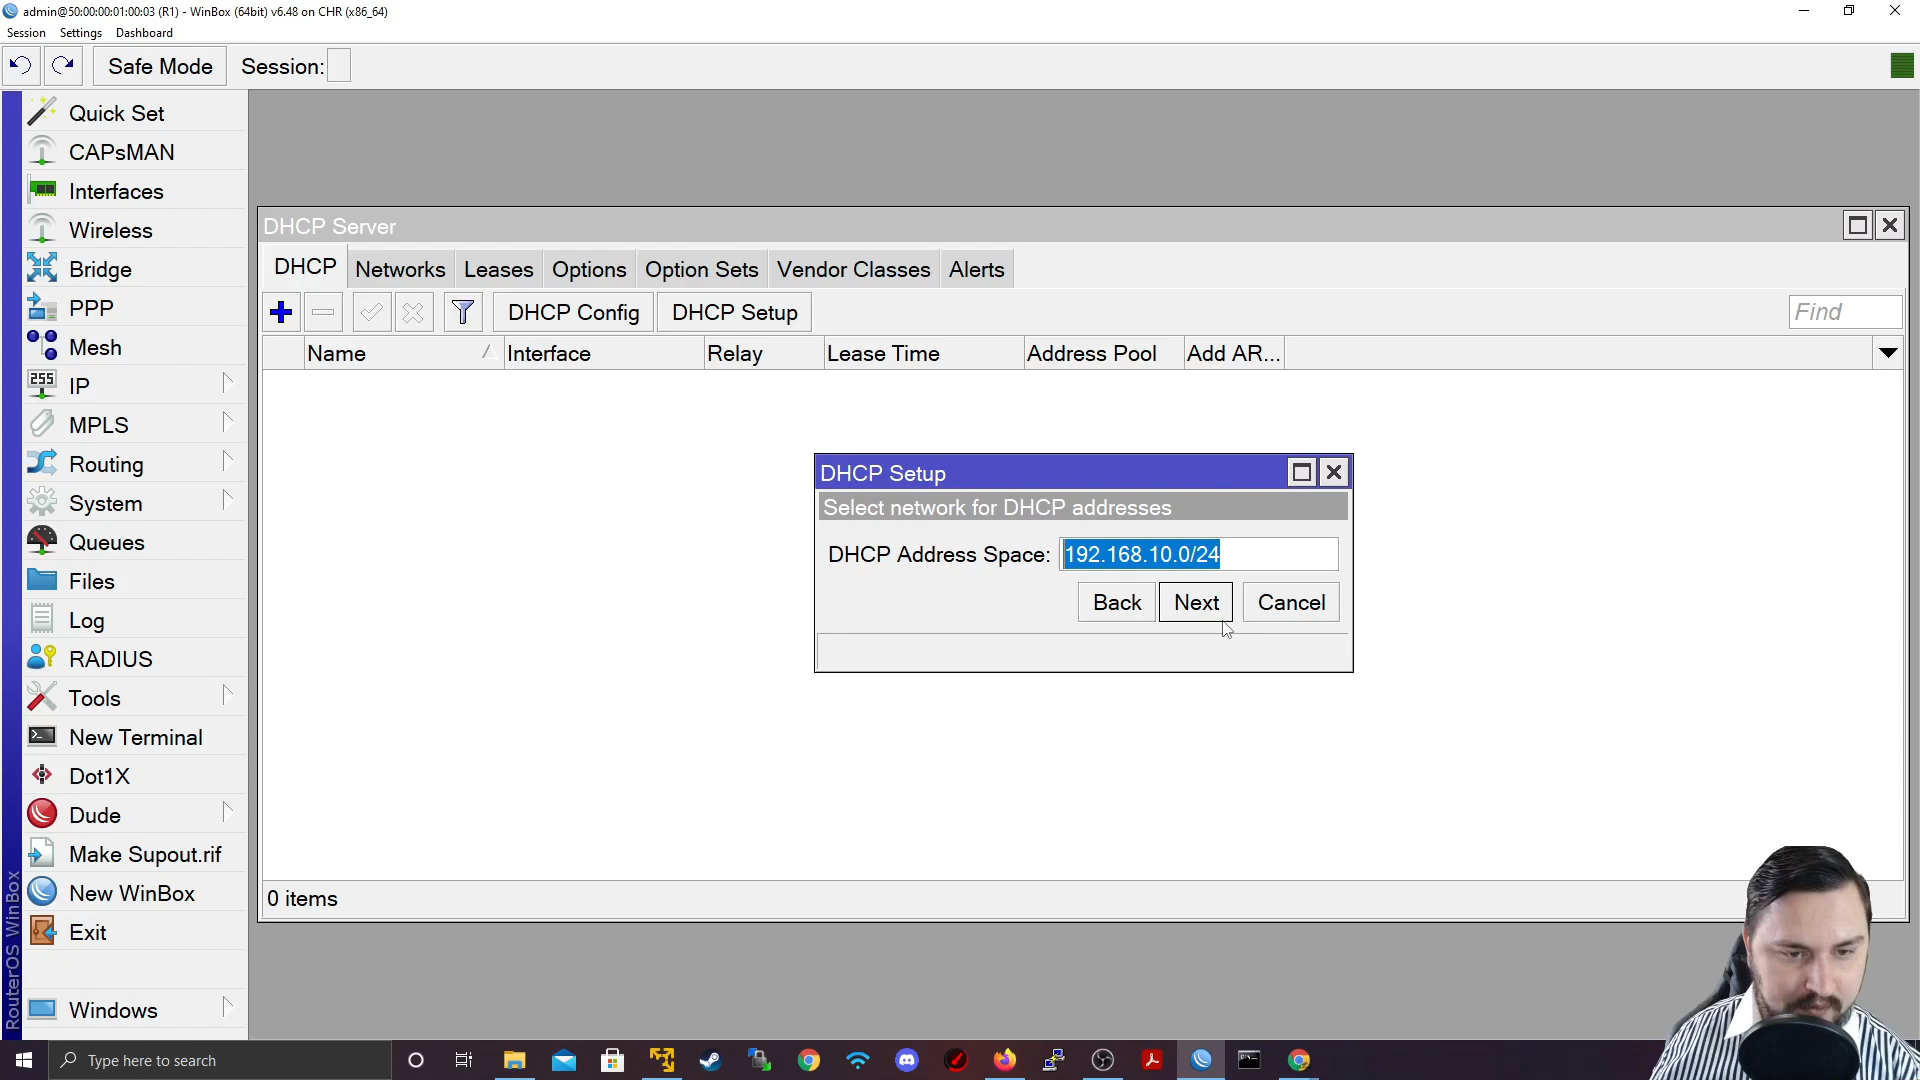 admin@50:00:00:01:00:03 (R1) - WinBox (64bit) v6.48 on CHR (x86_64)
Session Settings Dashboard
Safe Mode Session:
Quick Set
CAPsMAN
Interfaces
Wireless
Bridge
PPP
Mesh
255 IP
MPLS
Routing
System
Queues
Files
Log
RADIUS
Tools
New Terminal
Dot1X
Dude
Make Supout.rif
New WinBox
Exit
Windows
RouterOS WinBox
DHCP Server
DHCP Networks Leases Options Option Sets Vendor Classes Alerts
DHCP Config DHCP Setup Find
Name Interface Relay Lease Time Address Pool Add AR...
DHCP Setup
Select network for DHCP addresses
DHCP Address Space: 192.168.10.0/24
Back Next Cancel
0 items
Type here to search